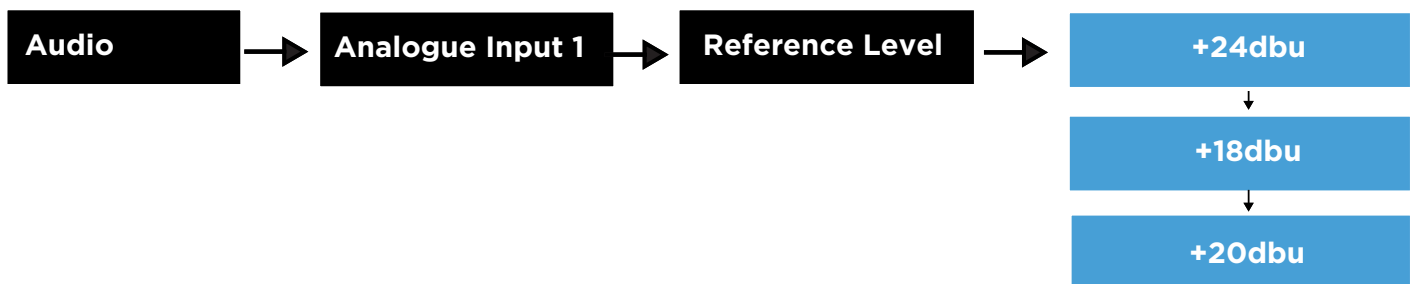 Audio
Analogue Input 1
Reference Level
+24dbu
+18dbu
+20dbu